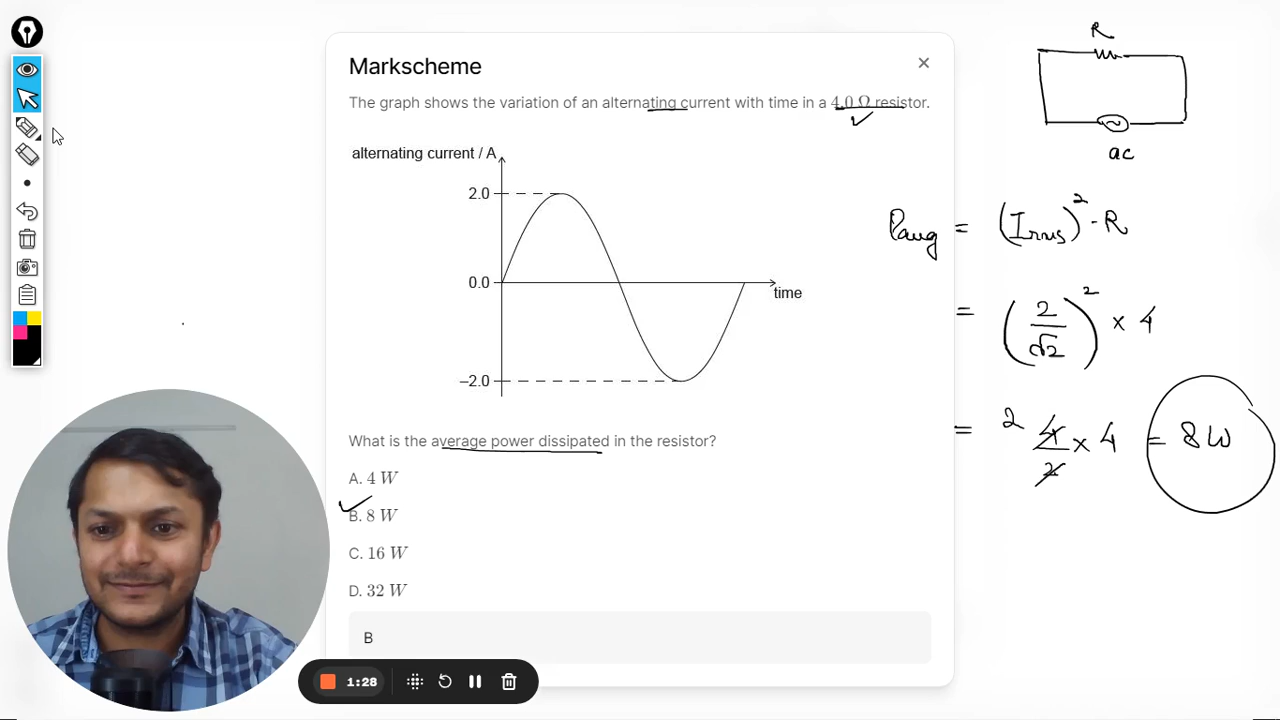 Markscheme
The graph shows the variation of an alternating current with time in a 4.0 Ω resistor.
alternating current / A
2.0
0.0
time
–2.0
What is the average power dissipated in the resistor?
A. 4 W
B. 8 W
C. 16 W
D. 32 W
B
1:28
R
ac
Pavg = (Irms)² · R
= (2/√2)² × 4
= 2 4/2 × 4 = 8W